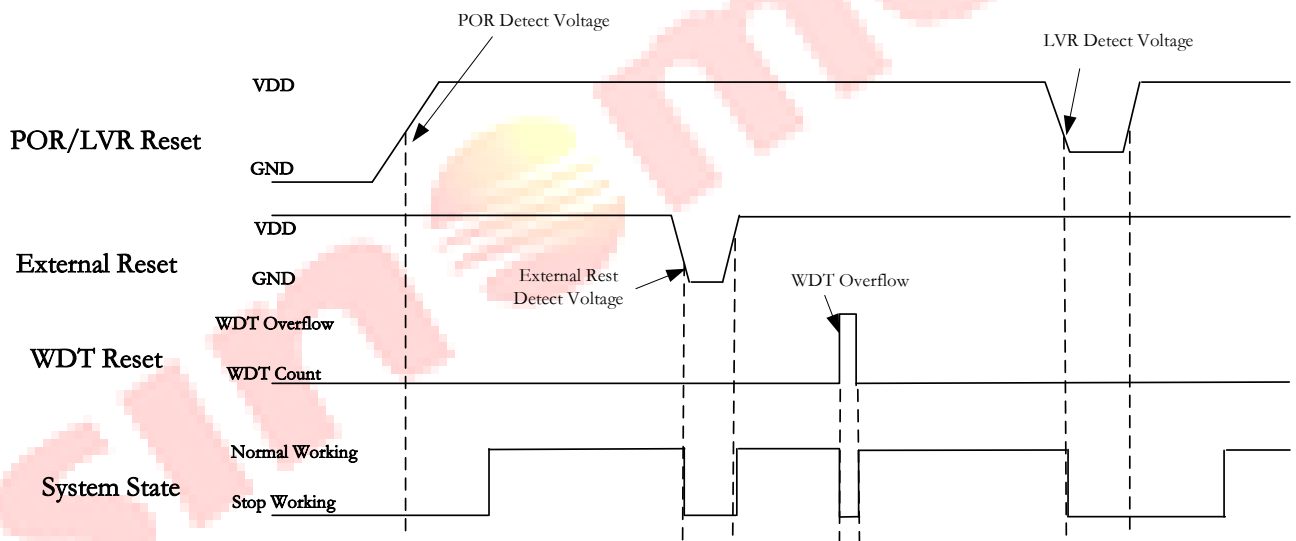 POR Detect Voltage
LVR Detect Voltage
VDD
POR/LVR Reset
GND
VDD
External Reset
GND
External Rest
Detect Voltage
WDT Overflow
WDT Overflow
WDT Reset
WDT Count
Normal Working
System State
Stop Working